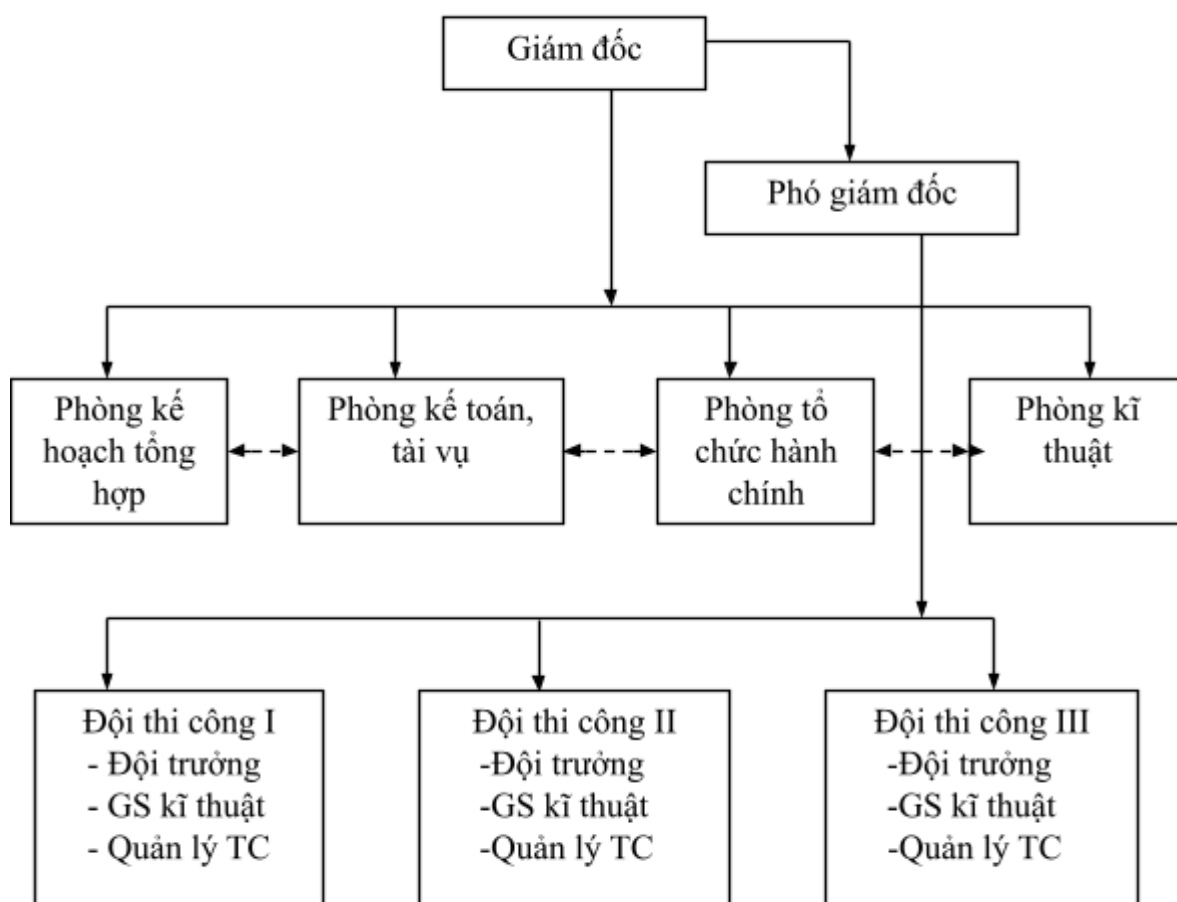 Giám đốc
Phó giám đốc
Phòng kế
hoạch tổng
hợp
Phòng kế toán,
tài vụ
Phòng tổ
chức hành
chính
Phòng kĩ
thuật
Đội thi công I
- Đội trưởng
- GS kĩ thuật
- Quản lý TC
Đội thi công II
-Đội trưởng
-GS kĩ thuật
-Quản lý TC
Đội thi công III
-Đội trưởng
-GS kĩ thuật
-Quản lý TC